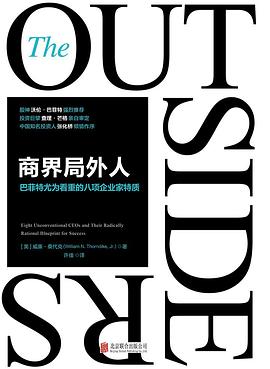 The
OUT
SIDE
RS
股神 沃伦·巴菲特 强烈推荐
投资巨擘 查理·芒格 亲自审定
中国知名投资人 张化桥 倾情作序
商界局外人
巴菲特尤为看重的八项企业家特质
Eight Unconventional CEOs and Their Radically
Rational Blueprint for Success
[美] 威廉·桑代克 (William N. Thorndike, Jr.) 著
许佳 译
北京联合出版公司